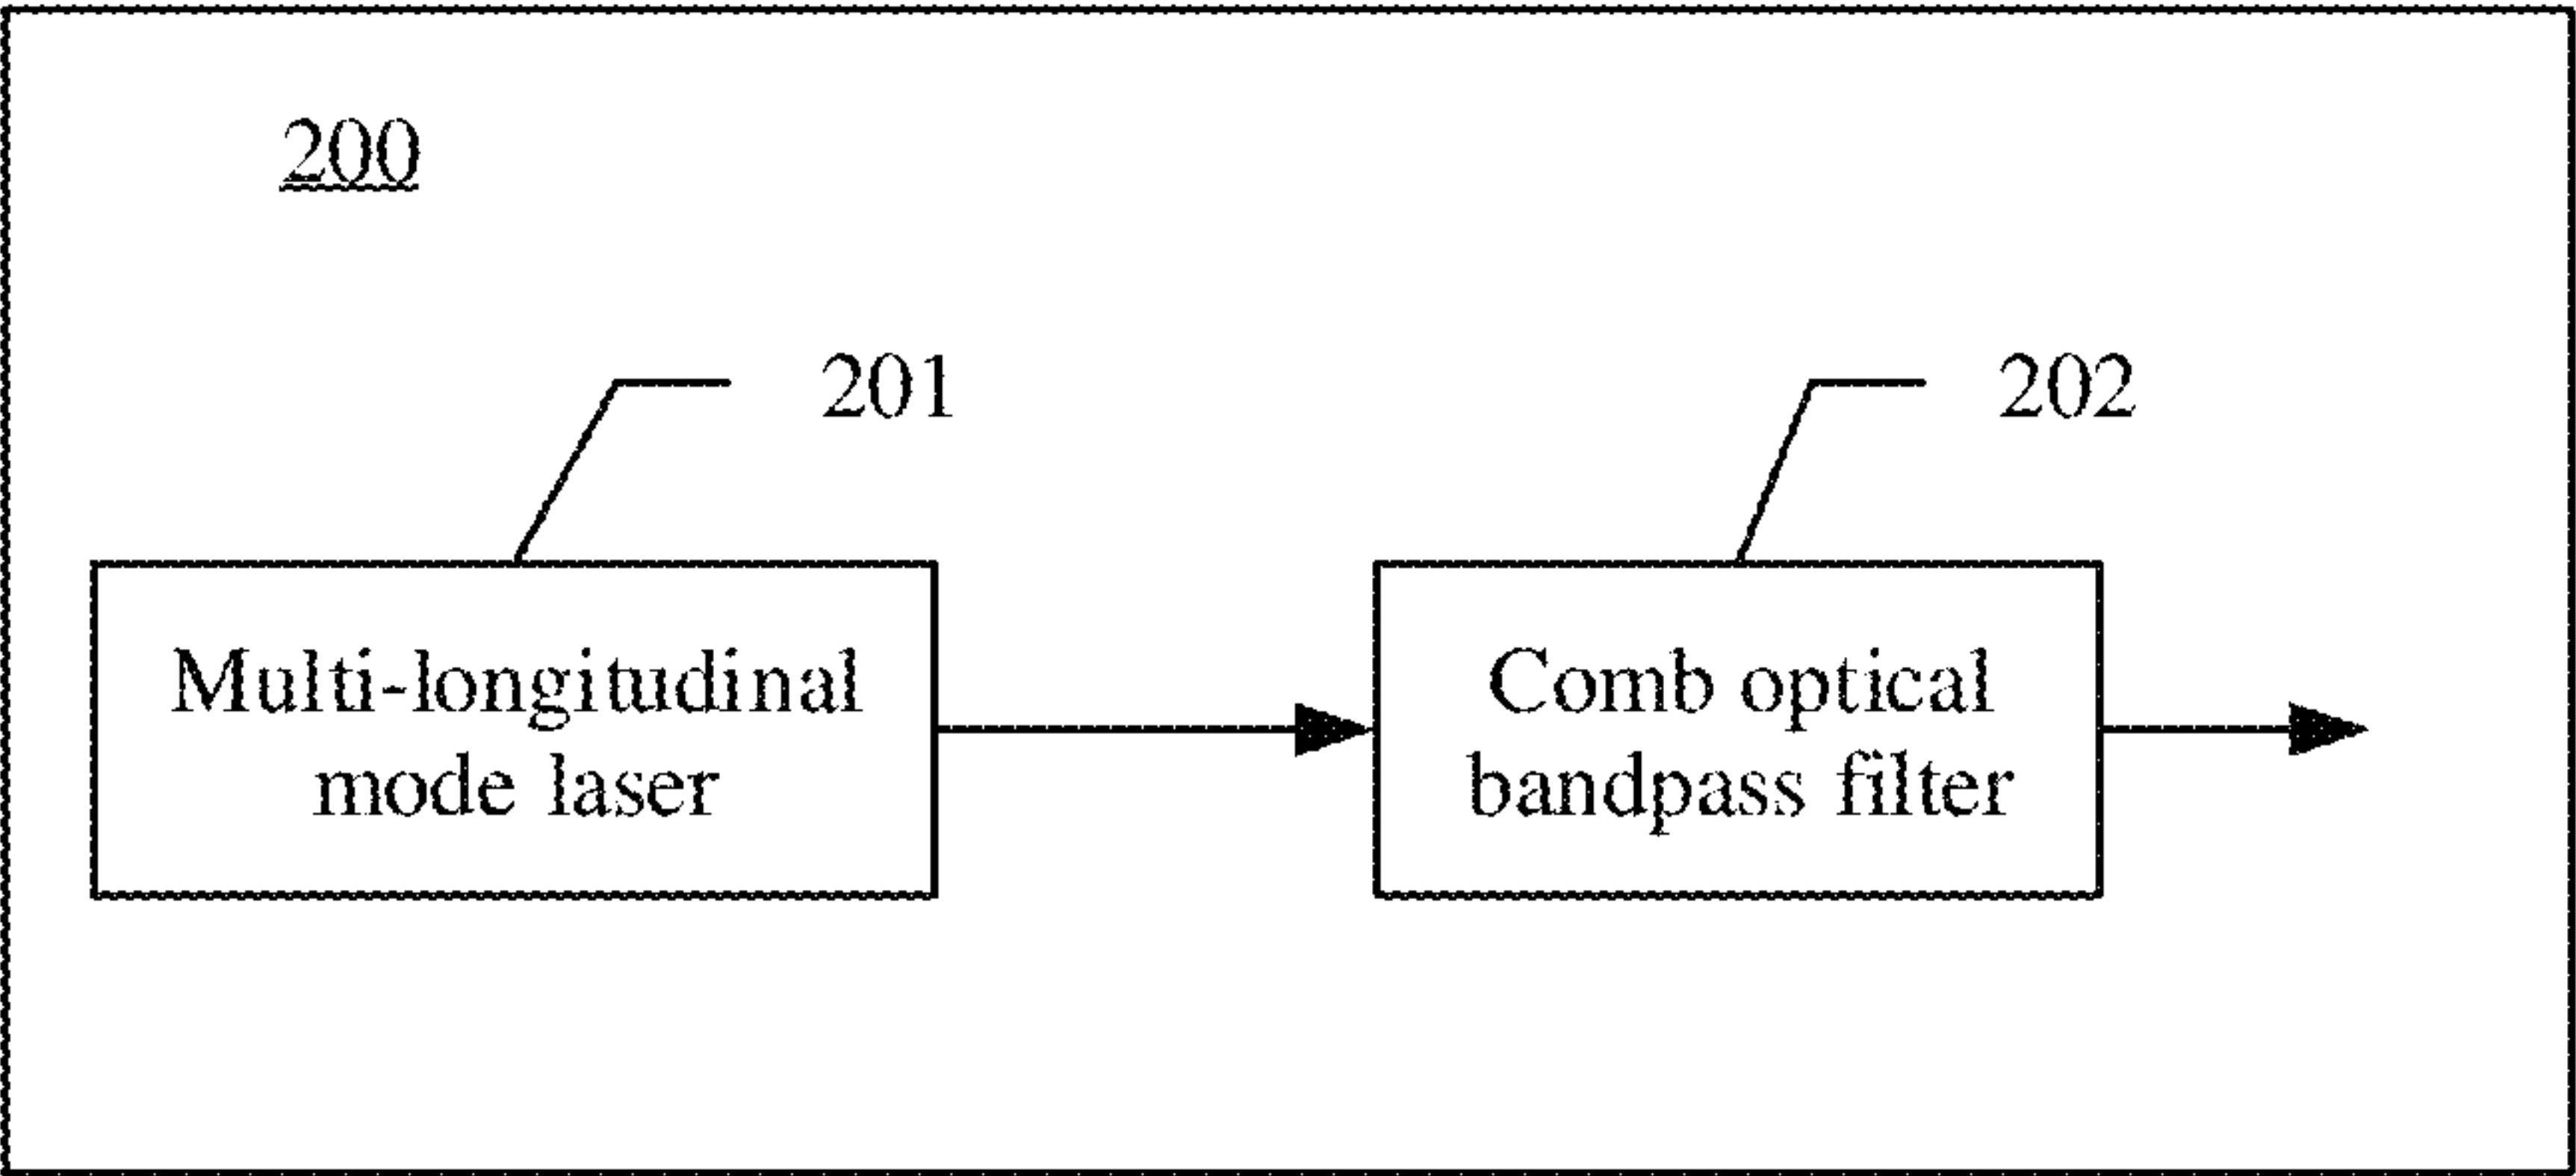 200
201
202
Multi-longitudinal
mode laser
Comb optical
bandpass filter